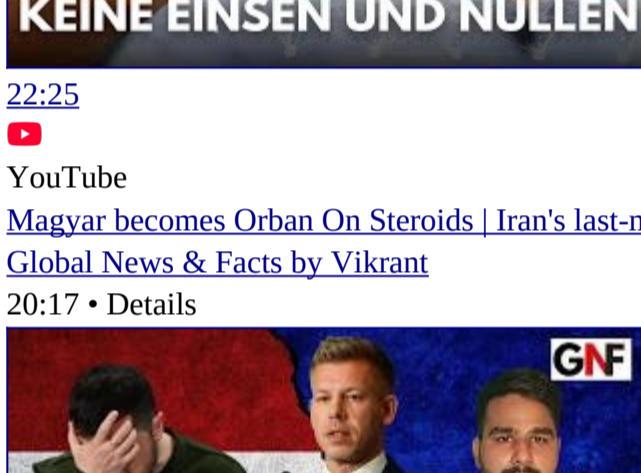 KEINE EINSEN UND NULLEN
22:25
YouTube
Magyar becomes Orban On Steroids | Iran's last-
Global News & Facts by Vikrant
20:17 • Details
GNF